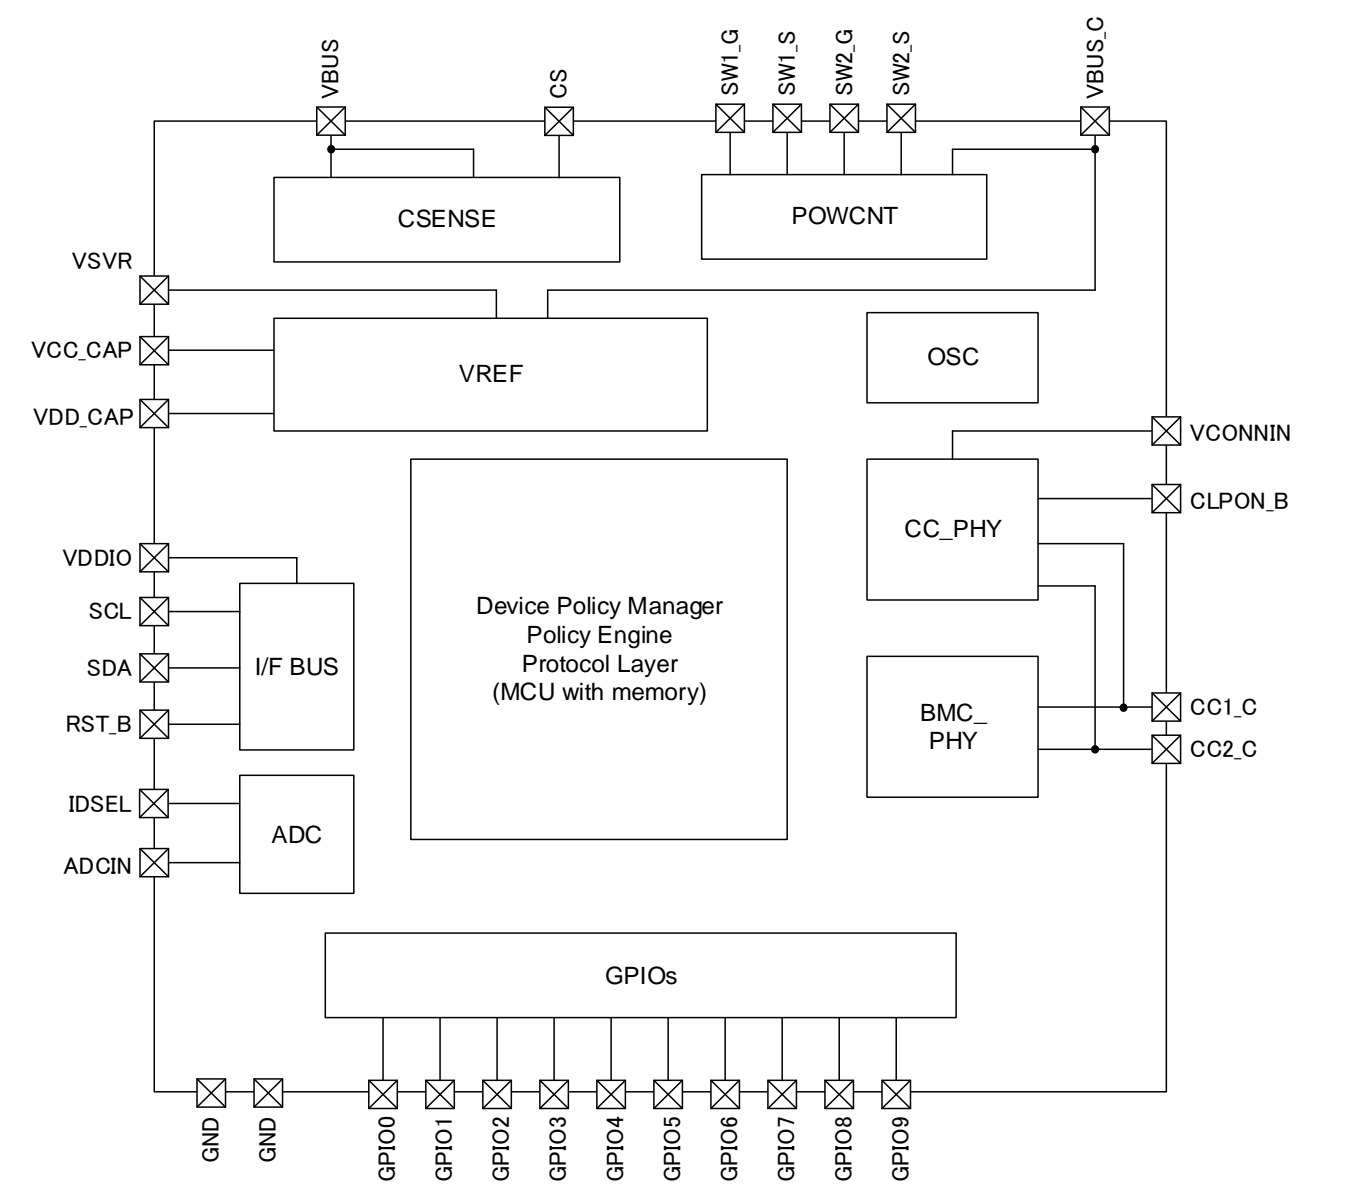 VBUS
CS
SW1_G
SW1_S
SW2_G
SW2_S
VBUS_C
CSENSE
POWCNT
VSVR
VCC_CAP
VREF
OSC
VDD_CAP
VCONNIN
CLPON_B
CC_PHY
VDDIO
SCL
SDA
RST_B
I/F BUS
Device Policy Manager
Policy Engine
Protocol Layer
(MCU with memory)
BMC_
PHY
CC1_C
CC2_C
IDSEL
ADCIN
ADC
GPIOs
GND
GND
GPIO0
GPIO1
GPIO2
GPIO3
GPIO4
GPIO5
GPIO6
GPIO7
GPIO8
GPIO9